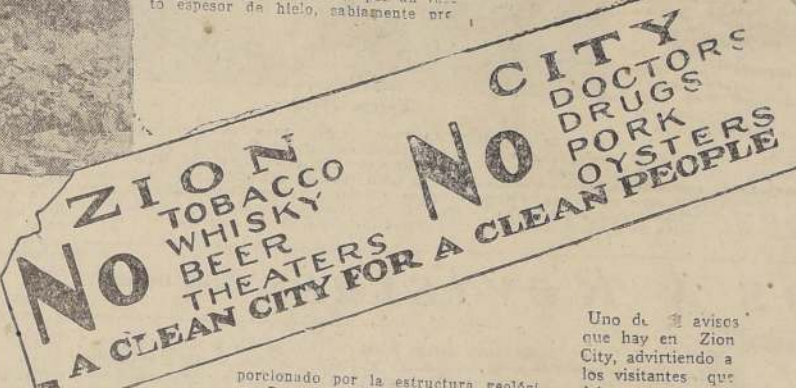 to espesor de hielo, sabiamente pre
ZION CITY
NO TOBACCO
WHISKY
BEER
THEATERS
NO DOCTORS
DRUGS
PORK
OYSTERS
A CLEAN CITY FOR A CLEAN PEOPLE
Uno de avisos
que hay en Zion
City, advirtiendo a
los visitantes que
porcionado por la estructura geológi